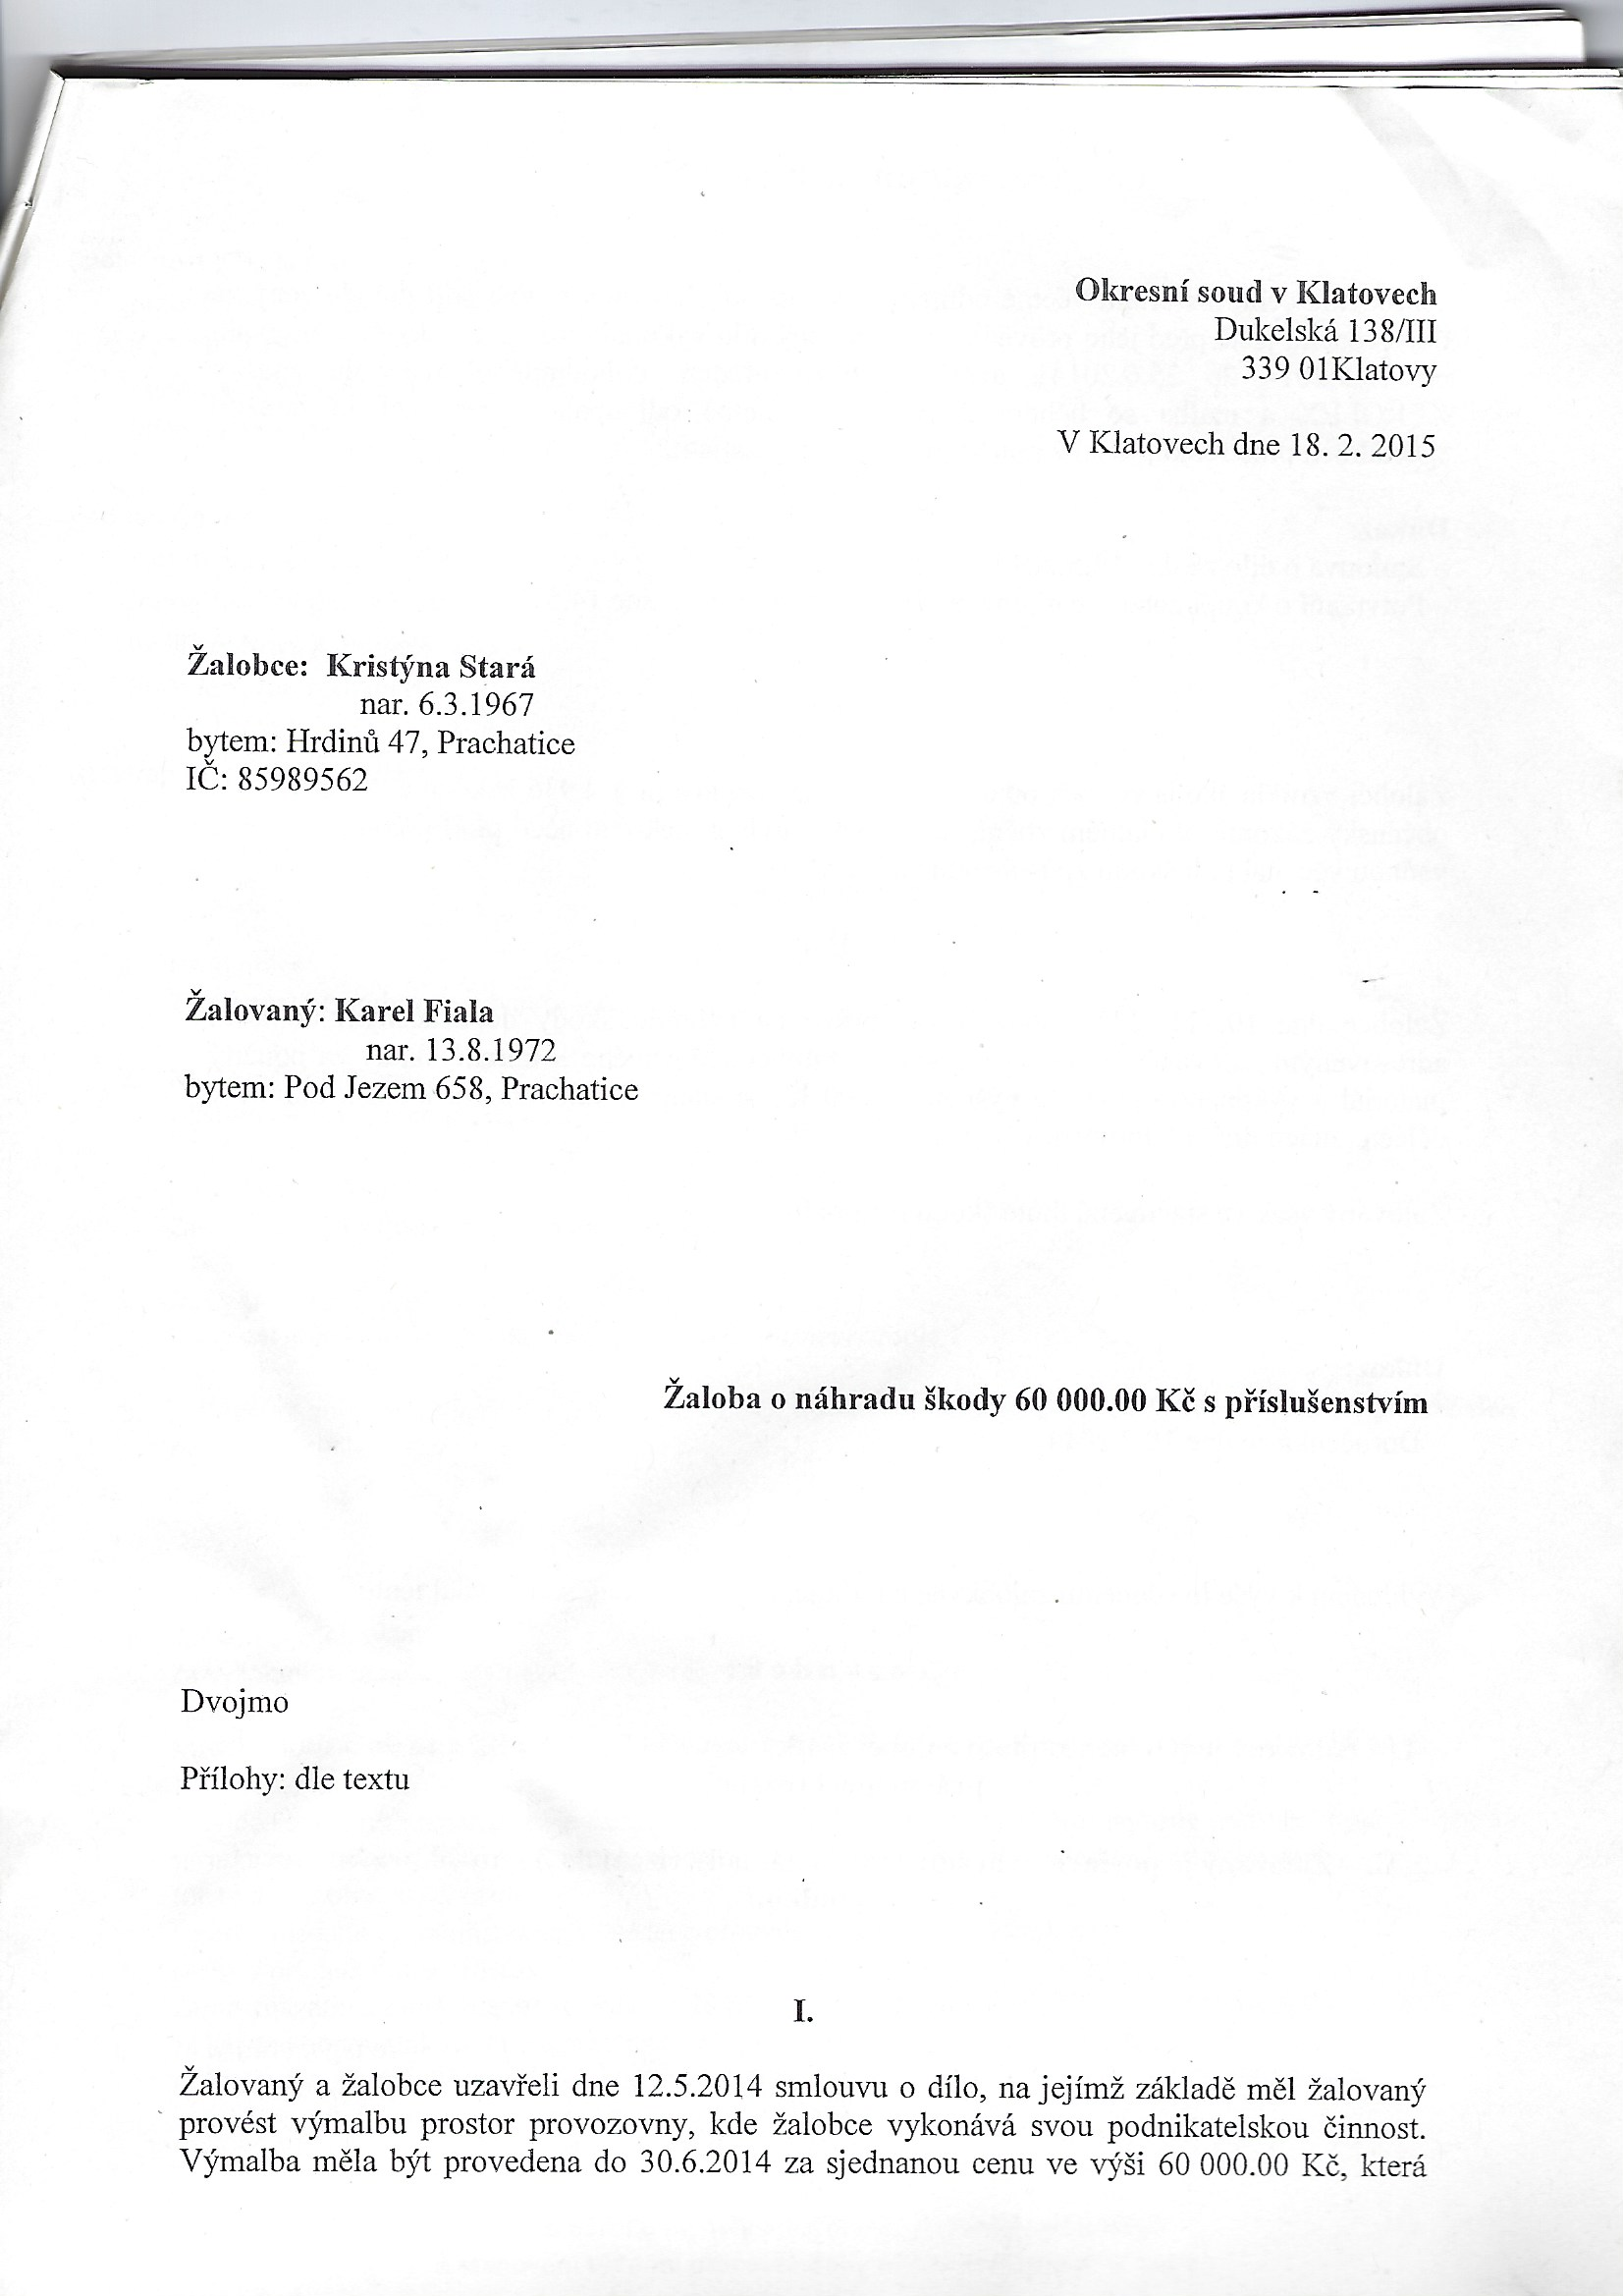 Okresní soud v Klatovech
Dukelská 138/III
339 01Klatovy
V Klatovech dne 18. 2. 2015
Žalobce: Kristýna Stará
nar. 6.3.1967
bytem: Hrdinů 47, Prachatice
IČ: 85989562
Žalovaný: Karel Fiala
nar. 13.8.1972
bytem: Pod Jezem 658, Prachatice
Žaloba o náhradu škody 60 000.00 Kč s příslušenstvím
Dvojmo
Přílohy: dle textu
I.
Žalovaný a žalobce uzavřeli dne 12.5.2014 smlouvu o dílo, na jejímž základě měl žalovaný
provést výmalbu prostor provozovny, kde žalobce vykonává svou podnikatelskou činnost.
Výmalba měla být provedena do 30.6.2014 za sjednanou cenu ve výši 60 000.00 Kč, která